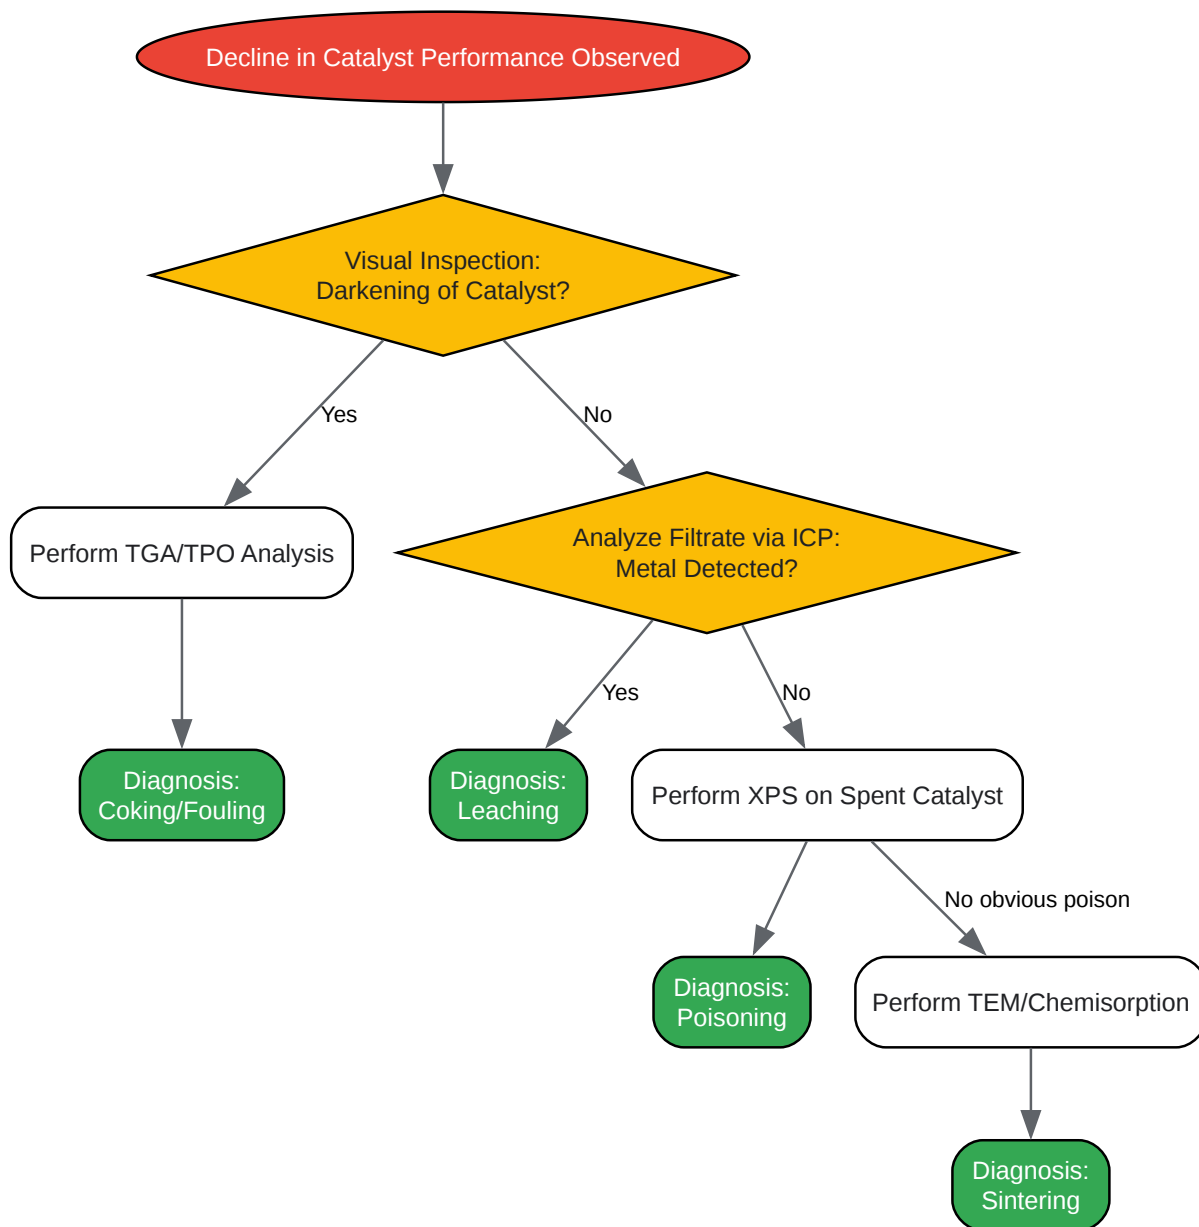 Decline in Catalyst Performance Observed
Visual Inspection:
Darkening of Catalyst?
Yes
No
Perform TGA/TPO Analysis
Analyze Filtrate via ICP:
Metal Detected?
Yes
No
Diagnosis:
Coking/Fouling
Diagnosis:
Leaching
Perform XPS on Spent Catalyst
No obvious poison
Diagnosis:
Poisoning
Perform TEM/Chemisorption
Diagnosis:
Sintering